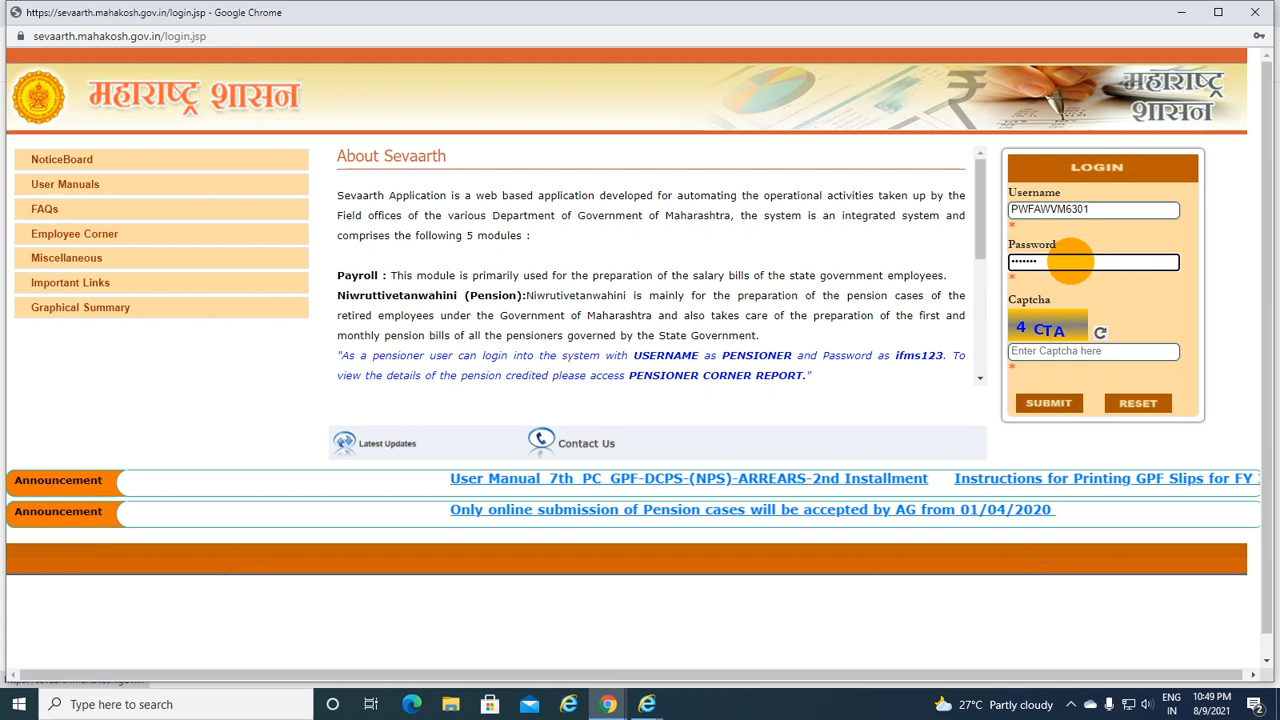 https://sevaarth.mahakosh.gov.in/login.jsp - Google Chrome
sevaarth.mahakosh.gov.in/login.jsp
महाराष्ट्र शासन
महाराष्ट्र
शासन
NoticeBoard
User Manuals
FAQs
Employee Corner
Miscellaneous
Important Links
Graphical Summary
About Sevaarth
Sevaarth Application is a web based application developed for automating the operational activities taken up by the
Field offices of the various Department of Government of Maharashtra, the system is an integrated system and
comprises the following 5 modules :
Payroll : This module is primarily used for the preparation of the salary bills of the state government employees.
Niwruttivetanwahini (Pension):Niwruttivetanwahini is mainly for the preparation of the pension cases of the
retired employees under the Government of Maharashtra and also takes care of the preparation of the first and
monthly pension bills of all the pensioners governed by the State Government.
"As a pensioner user can login into the system with USERNAME as PENSIONER and Password as ifms123. To
view the details of the pension credited please access PENSIONER CORNER REPORT."
LOGIN
Username
PWFAWVM6301
*
Password
•••••••
*
Captcha
4 CTA
Enter Captcha here
*
SUBMIT RESET
Latest Updates
Contact Us
Announcement
User Manual 7th PC GPF-DCPS-(NPS)-ARREARS-2nd Installment Instructions for Printing GPF Slips for FY
Announcement
Only online submission of Pension cases will be accepted by AG from 01/04/2020
Type here to search
27°C Partly cloudy
ENG
IN
10:49 PM
8/9/2021
2